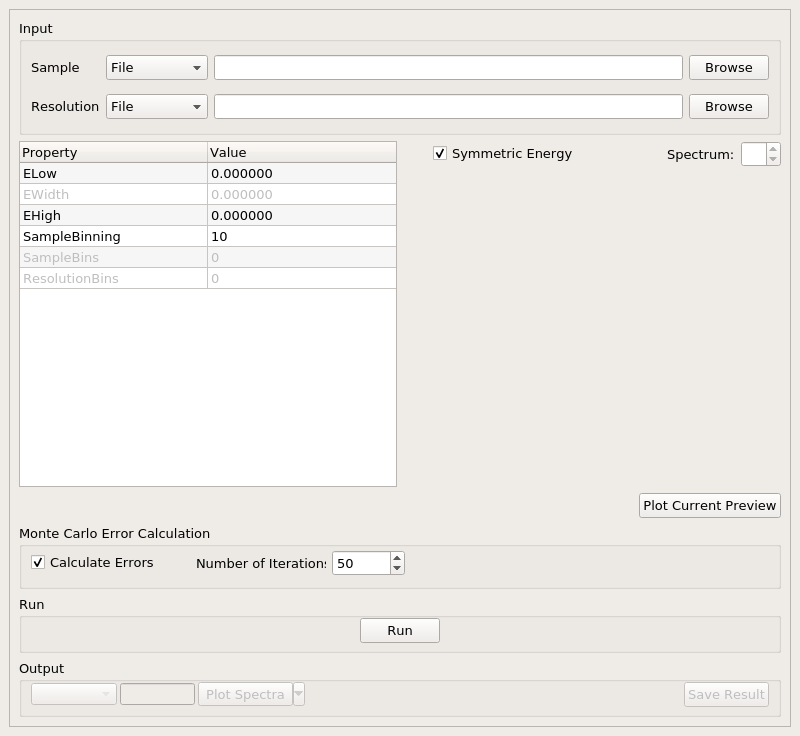 Input
Sample File Browse
Resolution File Browse
Property Value
Symmetric Energy Spectrum:
ELow 0.000000
EWidth 0.000000
EHigh 0.000000
SampleBinning 10
SampleBins 0
ResolutionBins 0
Plot Current Preview
Monte Carlo Error Calculation
Calculate Errors Number of Iterations 50
Run
Run
Output
Plot Spectra Save Result